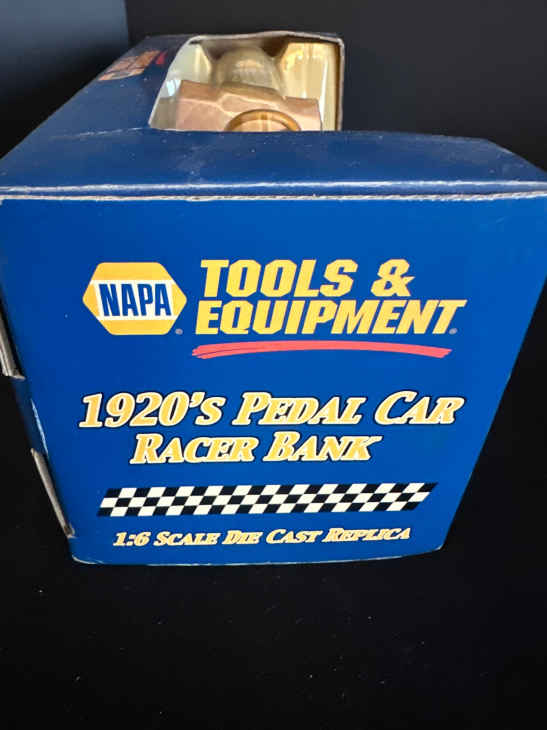 NAPA
TOOLS &
EQUIPMENT
1920's PEDAL CAR
RACER BANK
1:6 SCALE DIE CAST REPLICA